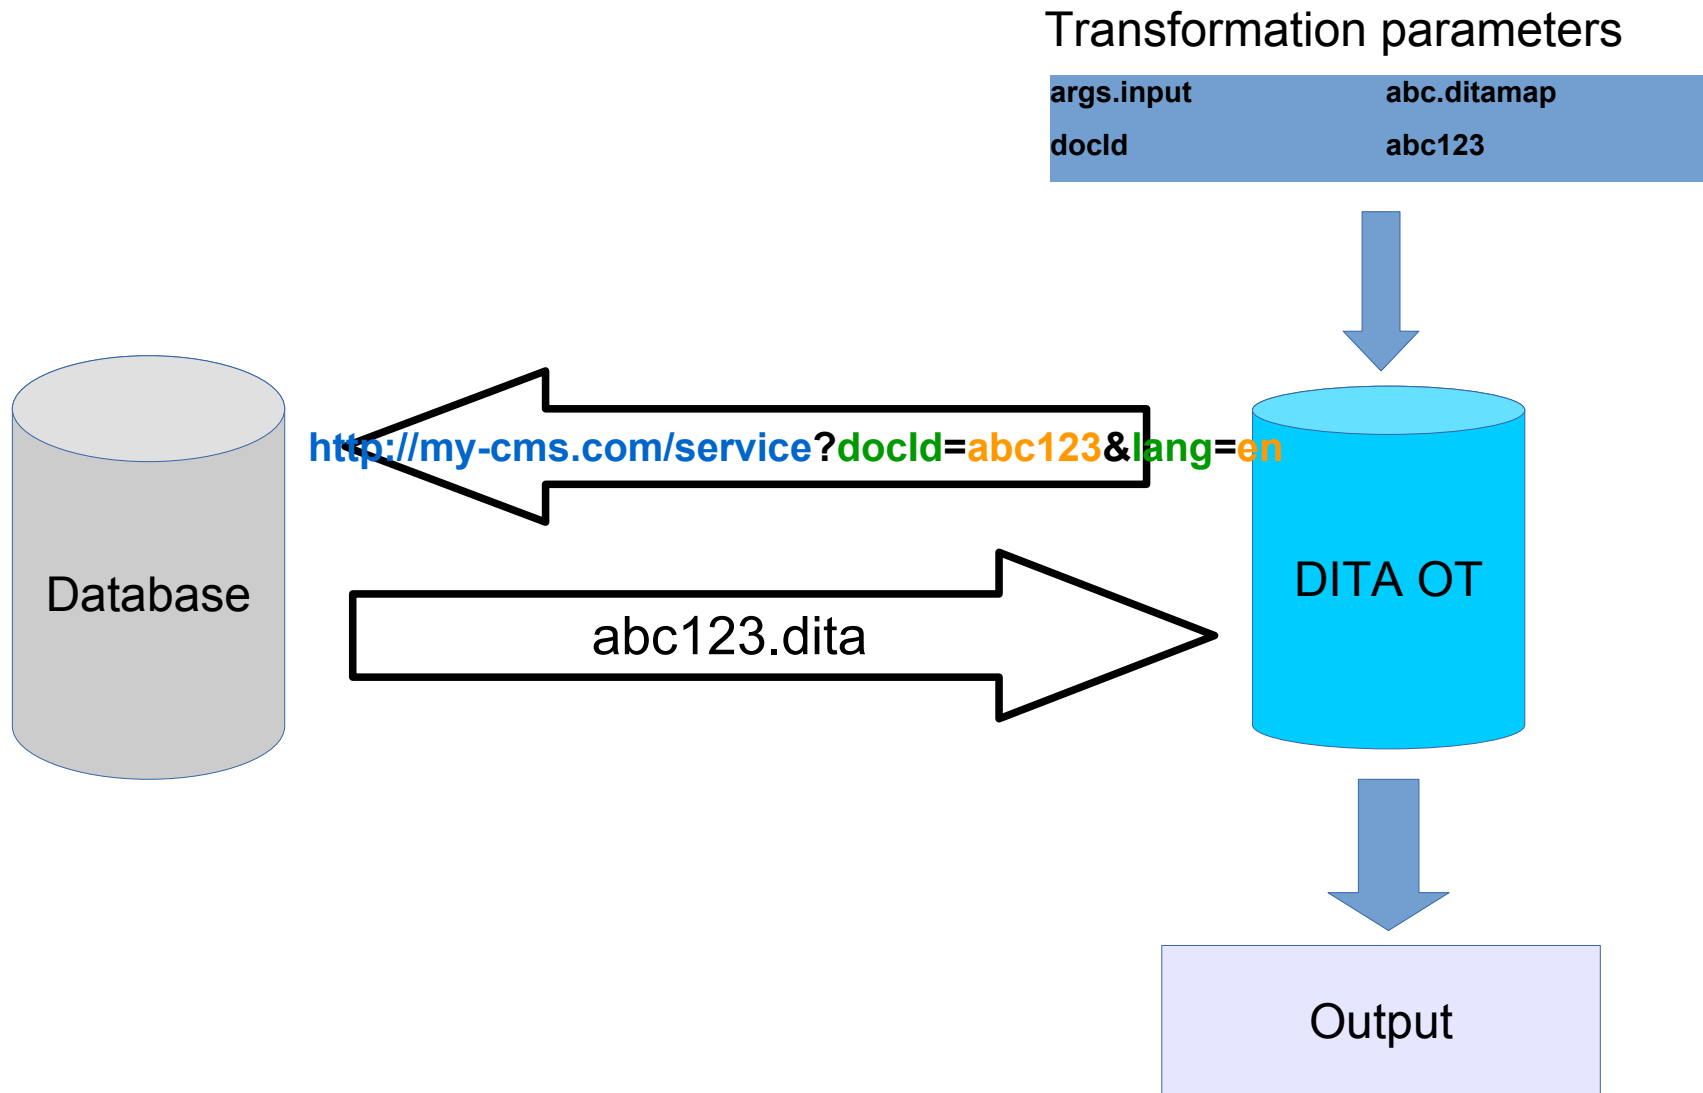 Transformation parameters
args.input abc.ditamap
docId abc123
http://my-cms.com/service?docId=abc123&lang=en
Database
DITA OT
abc123.dita
Output